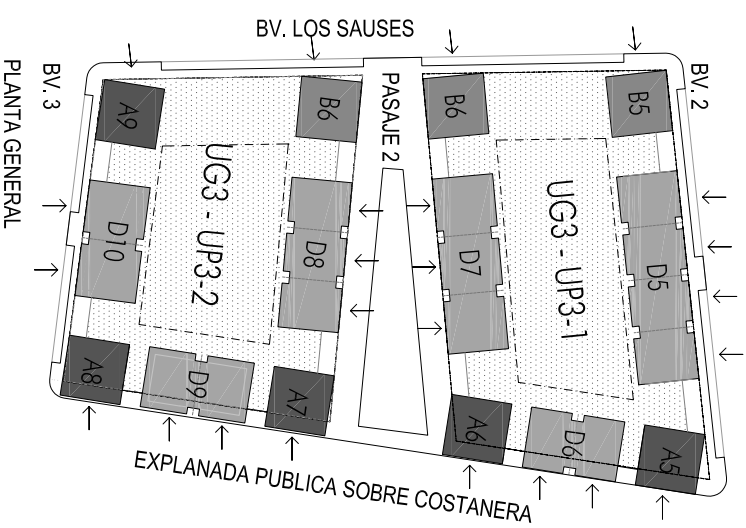 BV. LOS SAUSES
BV. 3
PLANTA GENERAL
PASAJE 2
BV. 2
A9
B6
B6
B5
UG3 - UP3-2
UG3 - UP3-1
D10
D8
D7
D5
A8
D9
A7
A6
D6
A5
EXPLANADA PUBLICA SOBRE COSTANERA